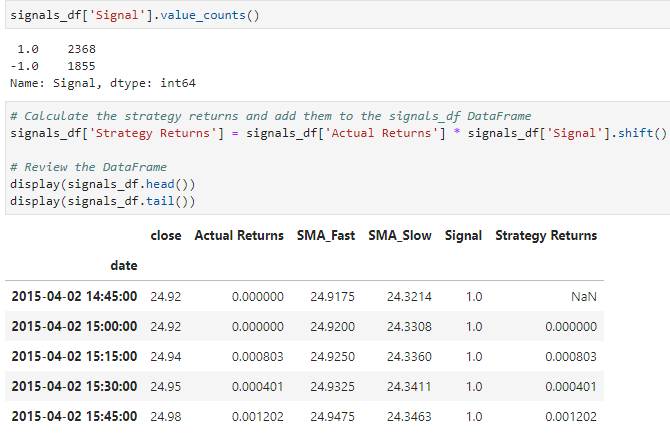 signals_df['Signal'].value_counts()
1.0 2368
-1.0 1855
Name: Signal, dtype: int64
# Calculate the strategy returns and add them to the signals_df DataFrame
signals_df['Strategy Returns'] = signals_df['Actual Returns'] * signals_df['Signal'].shift()
# Review the DataFrame
display(signals_df.head())
display(signals_df.tail())
close Actual Returns SMA_Fast SMA_Slow Signal Strategy Returns
date
2015-04-02 14:45:00 24.92 0.000000 24.9175 24.3214 1.0 NaN
2015-04-02 15:00:00 24.92 0.000000 24.9200 24.3308 1.0 0.000000
2015-04-02 15:15:00 24.94 0.000803 24.9250 24.3360 1.0 0.000803
2015-04-02 15:30:00 24.95 0.000401 24.9325 24.3411 1.0 0.000401
2015-04-02 15:45:00 24.98 0.001202 24.9475 24.3463 1.0 0.001202